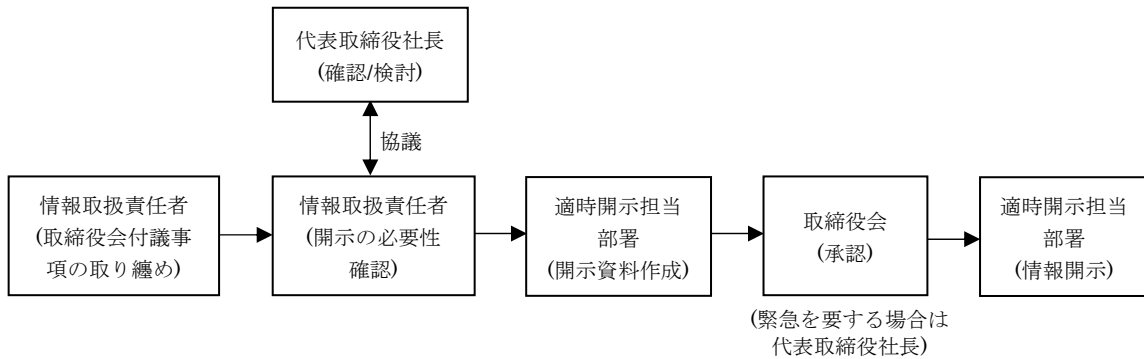 代表取締役社長
(確認/検討)
協議
情報取扱責任者
(取締役会付議事
項の取り纏め)
情報取扱責任者
(開示の必要性
確認)
適時開示担当
部署
(開示資料作成)
取締役会
(承認)
適時開示担当
部署
(情報開示)
(緊急を要する場合は
代表取締役社長)